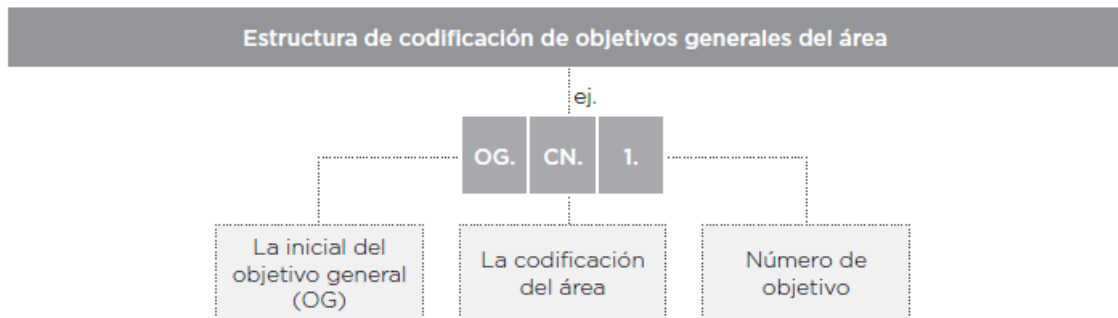 Estructura de codificación de objetivos generales del área
ej.
OG. CN. 1.
La inicial del
objetivo general
(OG)
La codificación
del área
Número de
objetivo